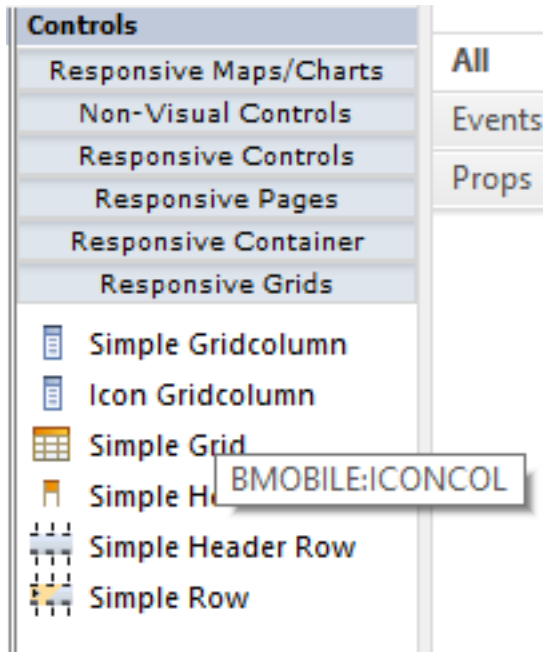 Controls
Responsive Maps/Charts
Non-Visual Controls
Responsive Controls
Responsive Pages
Responsive Container
Responsive Grids
Simple Gridcolumn
Icon Gridcolumn
Simple Grid
BMOBILE:ICONCOL
Simple
Simple Header Row
Simple Row
All
Events
Props